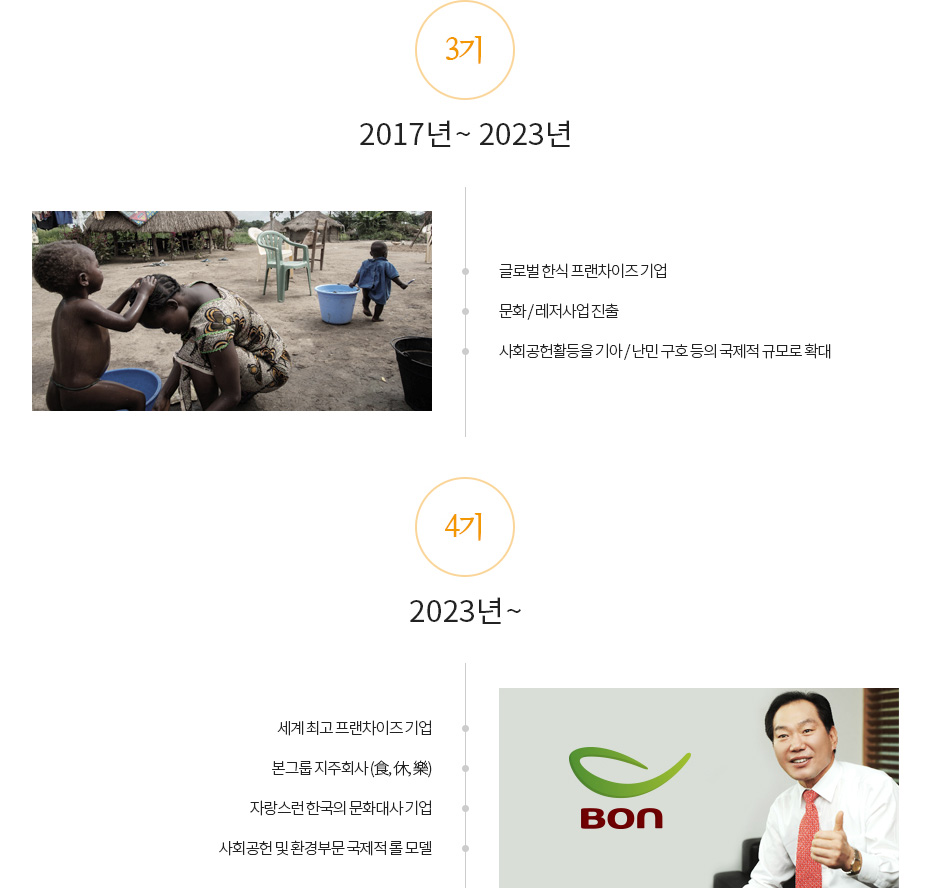 3기
2017년~ 2023년
글로벌 한식 프랜차이즈 기업
문화 / 레저사업 진출
사회공헌활등을 기아 / 난민 구호 등의 국제적 규모로 확대
4기
2023년~
세계 최고 프랜차이즈 기업
본그룹 지주회사 (食, 休, 樂)
자랑스런 한국의 문화대사 기업
사회공헌 및 환경부문 국제적 롤 모델
BON